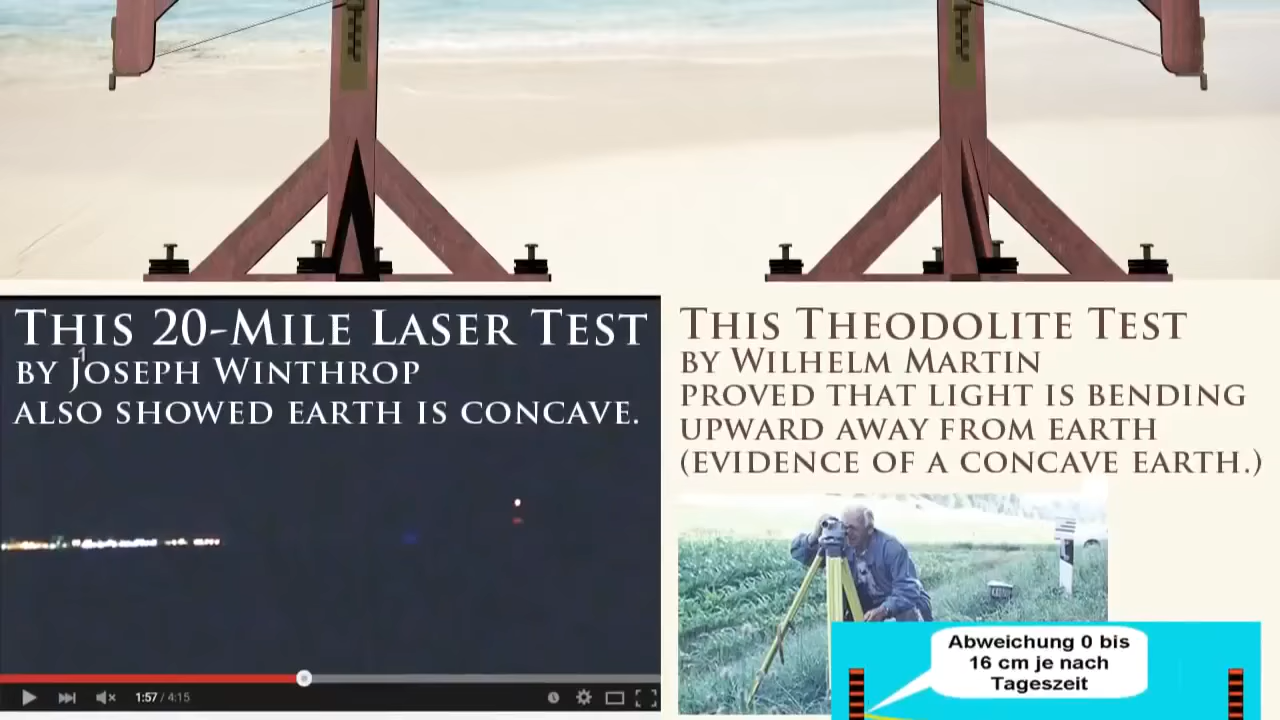 This 20-Mile Laser Test
by Joseph Winthrop
also showed Earth is concave.
1
1:57 / 4:15
This Theodolite Test
by Wilhelm Martin
proved that light is bending
upward away from Earth
(evidence of a concave Earth.)
Abweichung 0 bis
16 cm je nach
Tageszeit